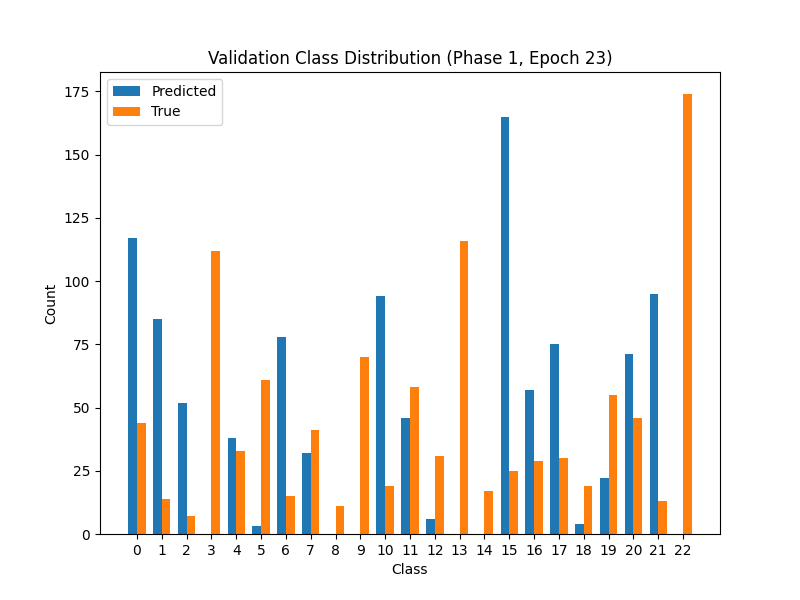 Validation Class Distribution (Phase 1, Epoch 23)
Predicted
True
175
150
125
100
75
50
25
0
Count
0 1 2 3 4 5 6 7 8 9 10 11 12 13 14 15 16 17 18 19 20 21 22
Class